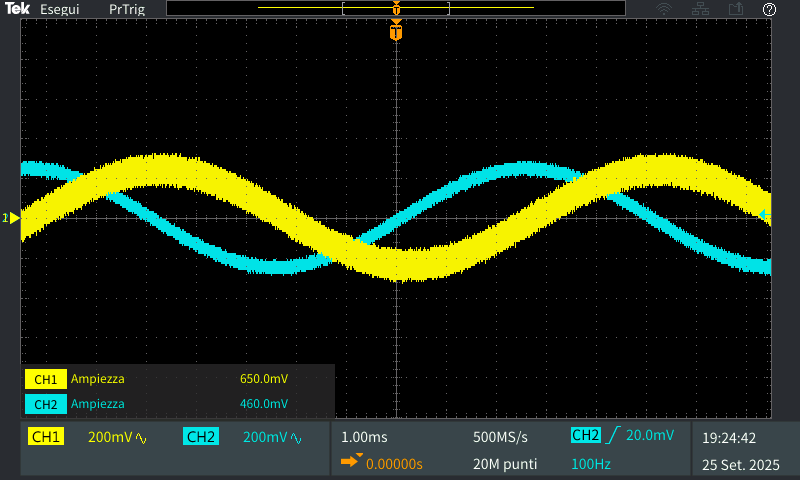 Tek Esegui PrTrig T ?
T
1
CH1 Ampiezza 650.0mV
CH2 Ampiezza 460.0mV
CH1 200mV CH2 200mV 1.00ms 500MS/s CH2 20.0mV 19:24:42
0.00000s 20M punti 100Hz 25 Set. 2025